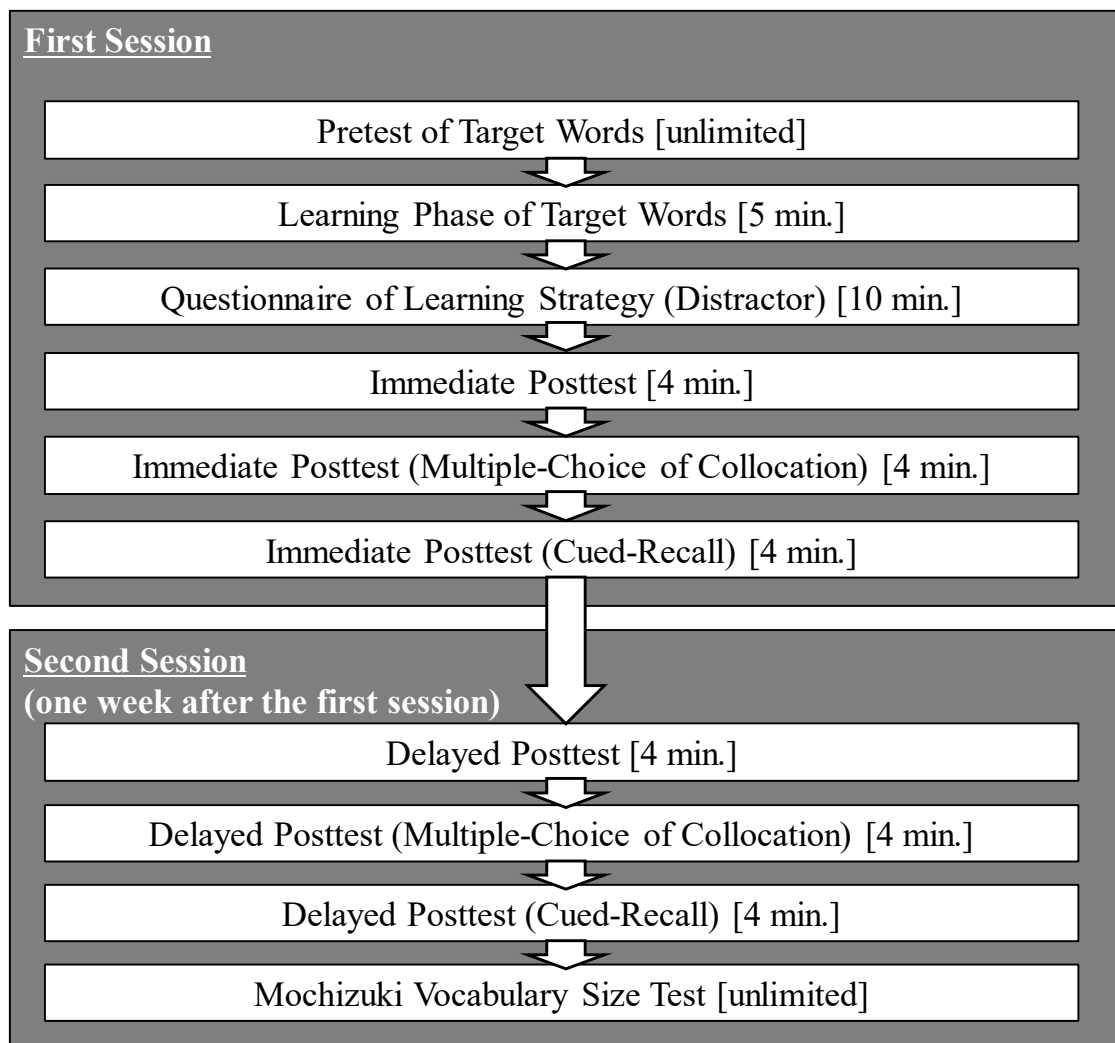 First Session
Pretest of Target Words [unlimited]
Learning Phase of Target Words [5 min.]
Questionnaire of Learning Strategy (Distractor) [10 min.]
Immediate Posttest [4 min.]
Immediate Posttest (Multiple-Choice of Collocation) [4 min.]
Immediate Posttest (Cued-Recall) [4 min.]
Second Session
(one week after the first session)
Delayed Posttest [4 min.]
Delayed Posttest (Multiple-Choice of Collocation) [4 min.]
Delayed Posttest (Cued-Recall) [4 min.]
Mochizuki Vocabulary Size Test [unlimited]